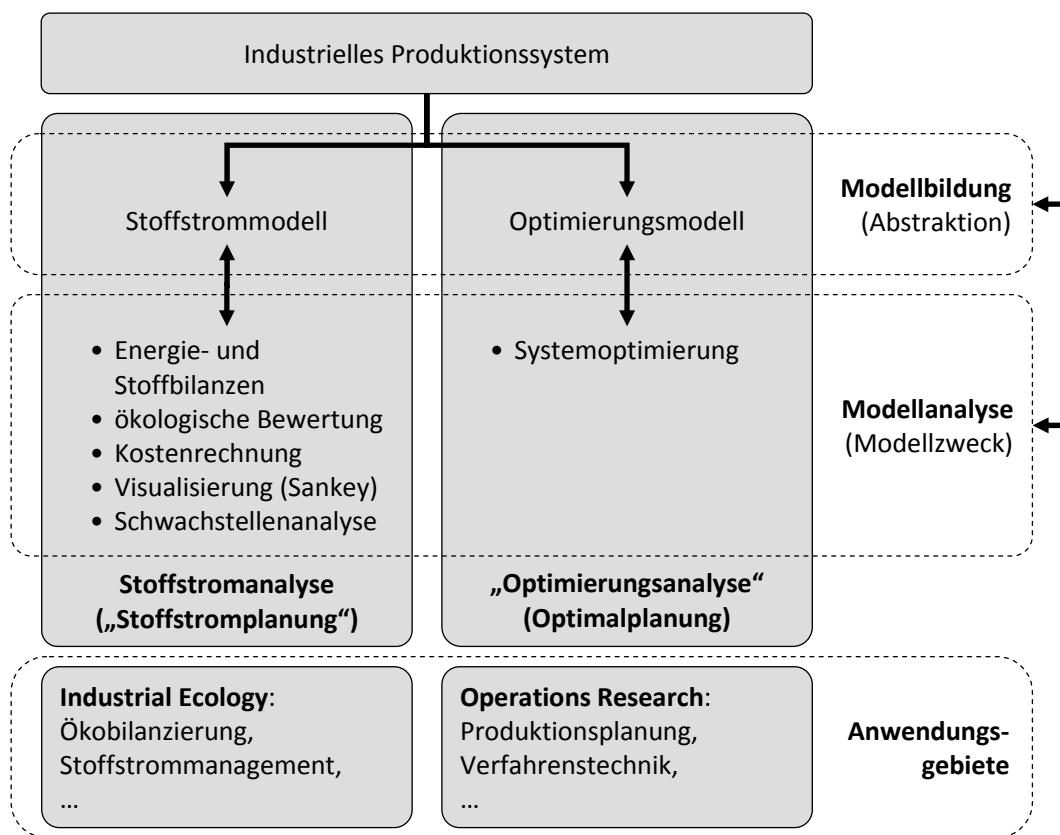 Industrielles Produktionssystem
Stoffstrommodell
Optimierungsmodell
Modellbildung
(Abstraktion)
• Energie- und
Stoffbilanzen
• ökologische Bewertung
• Kostenrechnung
• Visualisierung (Sankey)
• Schwachstellenanalyse
• Systemoptimierung
Modellanalyse
(Modellzweck)
Stoffstromanalyse
(„Stoffstromplanung“)
„Optimierungsanalyse“
(Optimalplanung)
Industrial Ecology:
Ökobilanzierung,
Stoffstrommanagement,
...
Operations Research:
Produktionsplanung,
Verfahrenstechnik,
...
Anwendungs-
gebiete